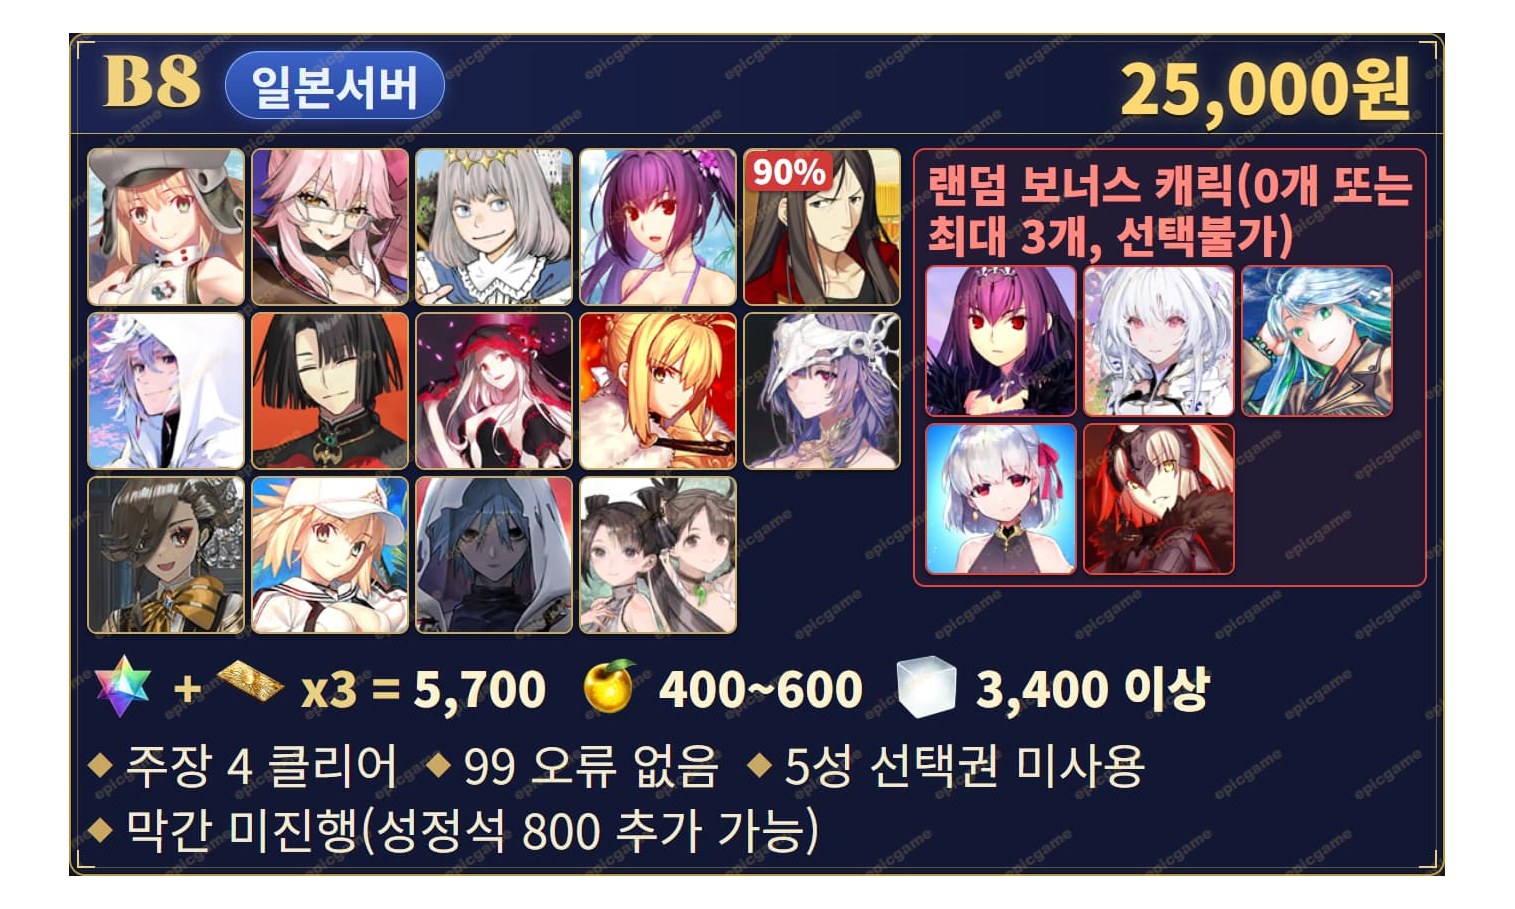 B8 일본서버 25,000원
90%
랜덤 보너스 캐릭(0개 또는
최대 3개, 선택불가)
+ x3 = 5,700 400~600 3,400 이상
◆ 주장 4 클리어 ◆ 99 오류 없음 ◆ 5성 선택권 미사용
◆ 막간 미진행(성정석 800 추가 가능)
epicgame